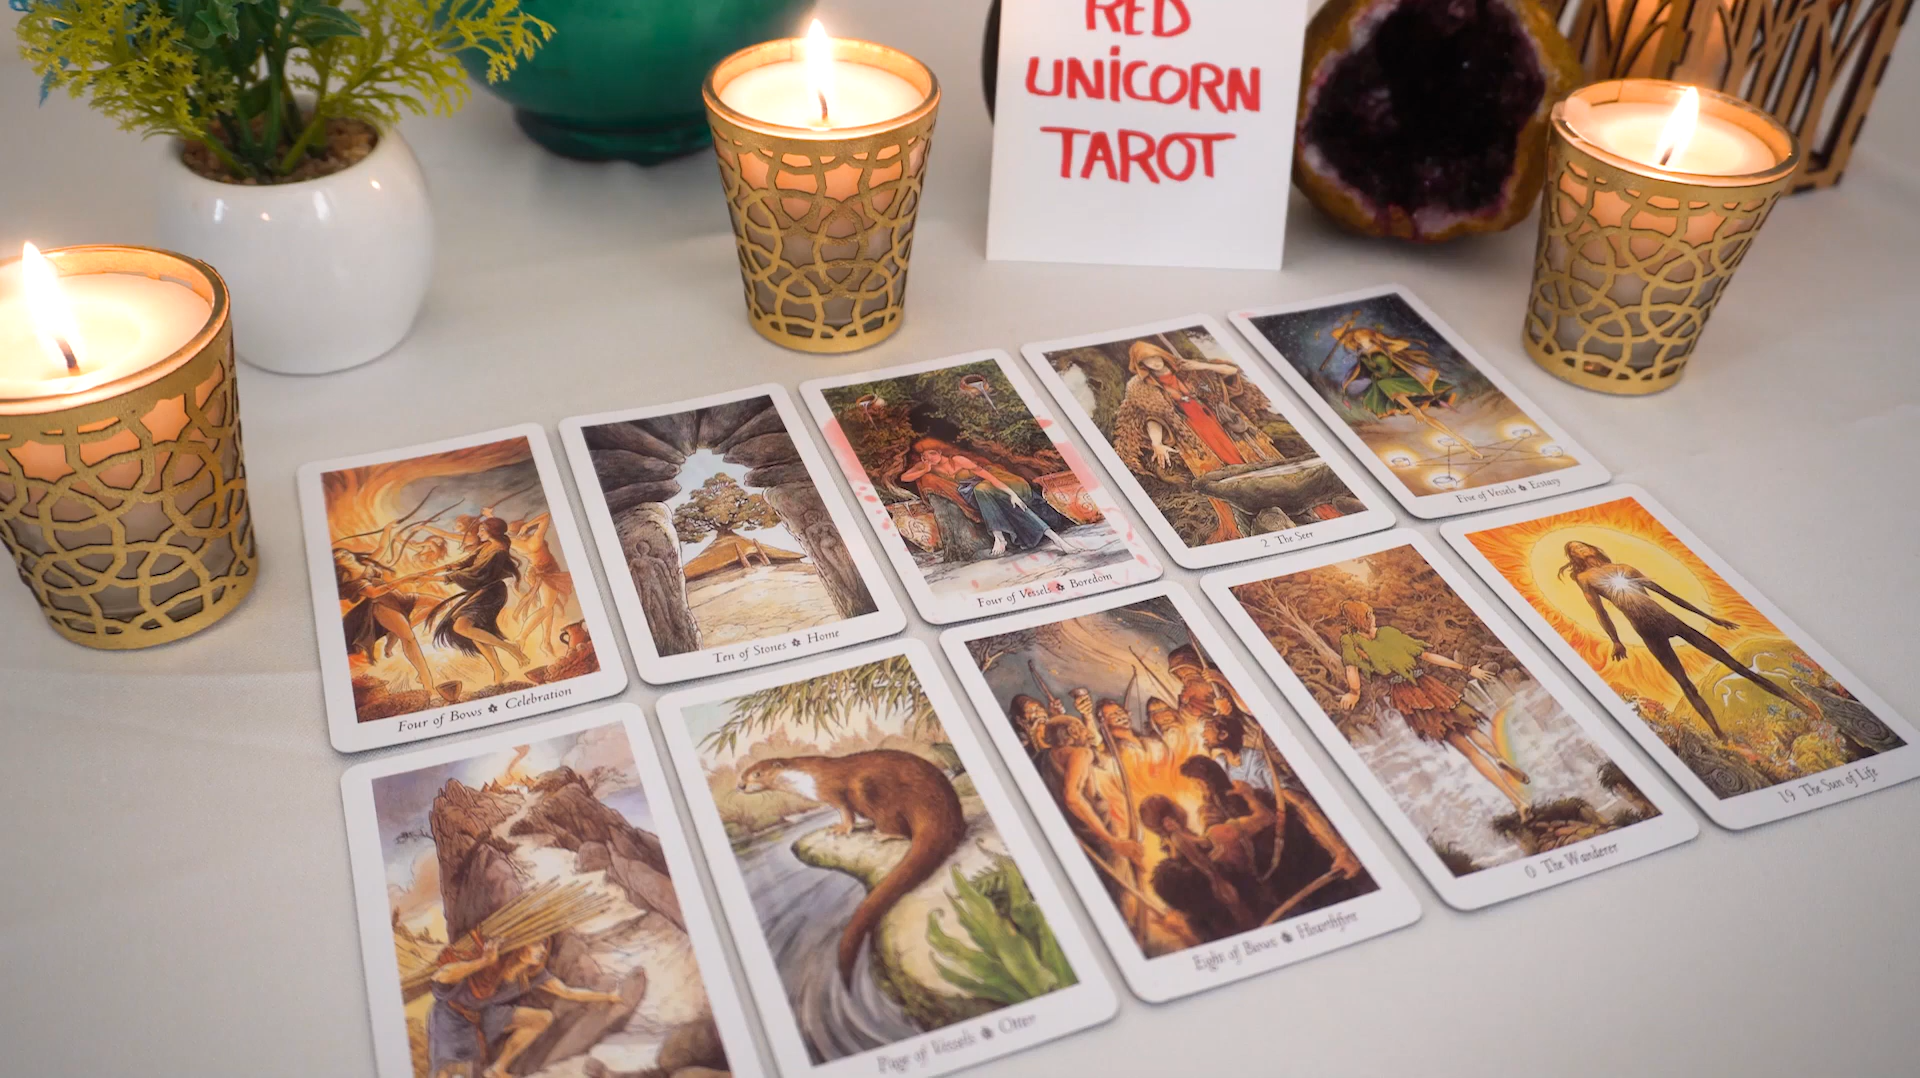 RED
UNiCORN
TAROT
Four of Bows Celebration
Ten of Stones Home
Four of Vessels Boredom
2 The Seer
Five of Vessels Ecstasy
Page of Vessels Otter
Eight of Bows Hearthfire
0 The Wanderer
19 The Sun of Life